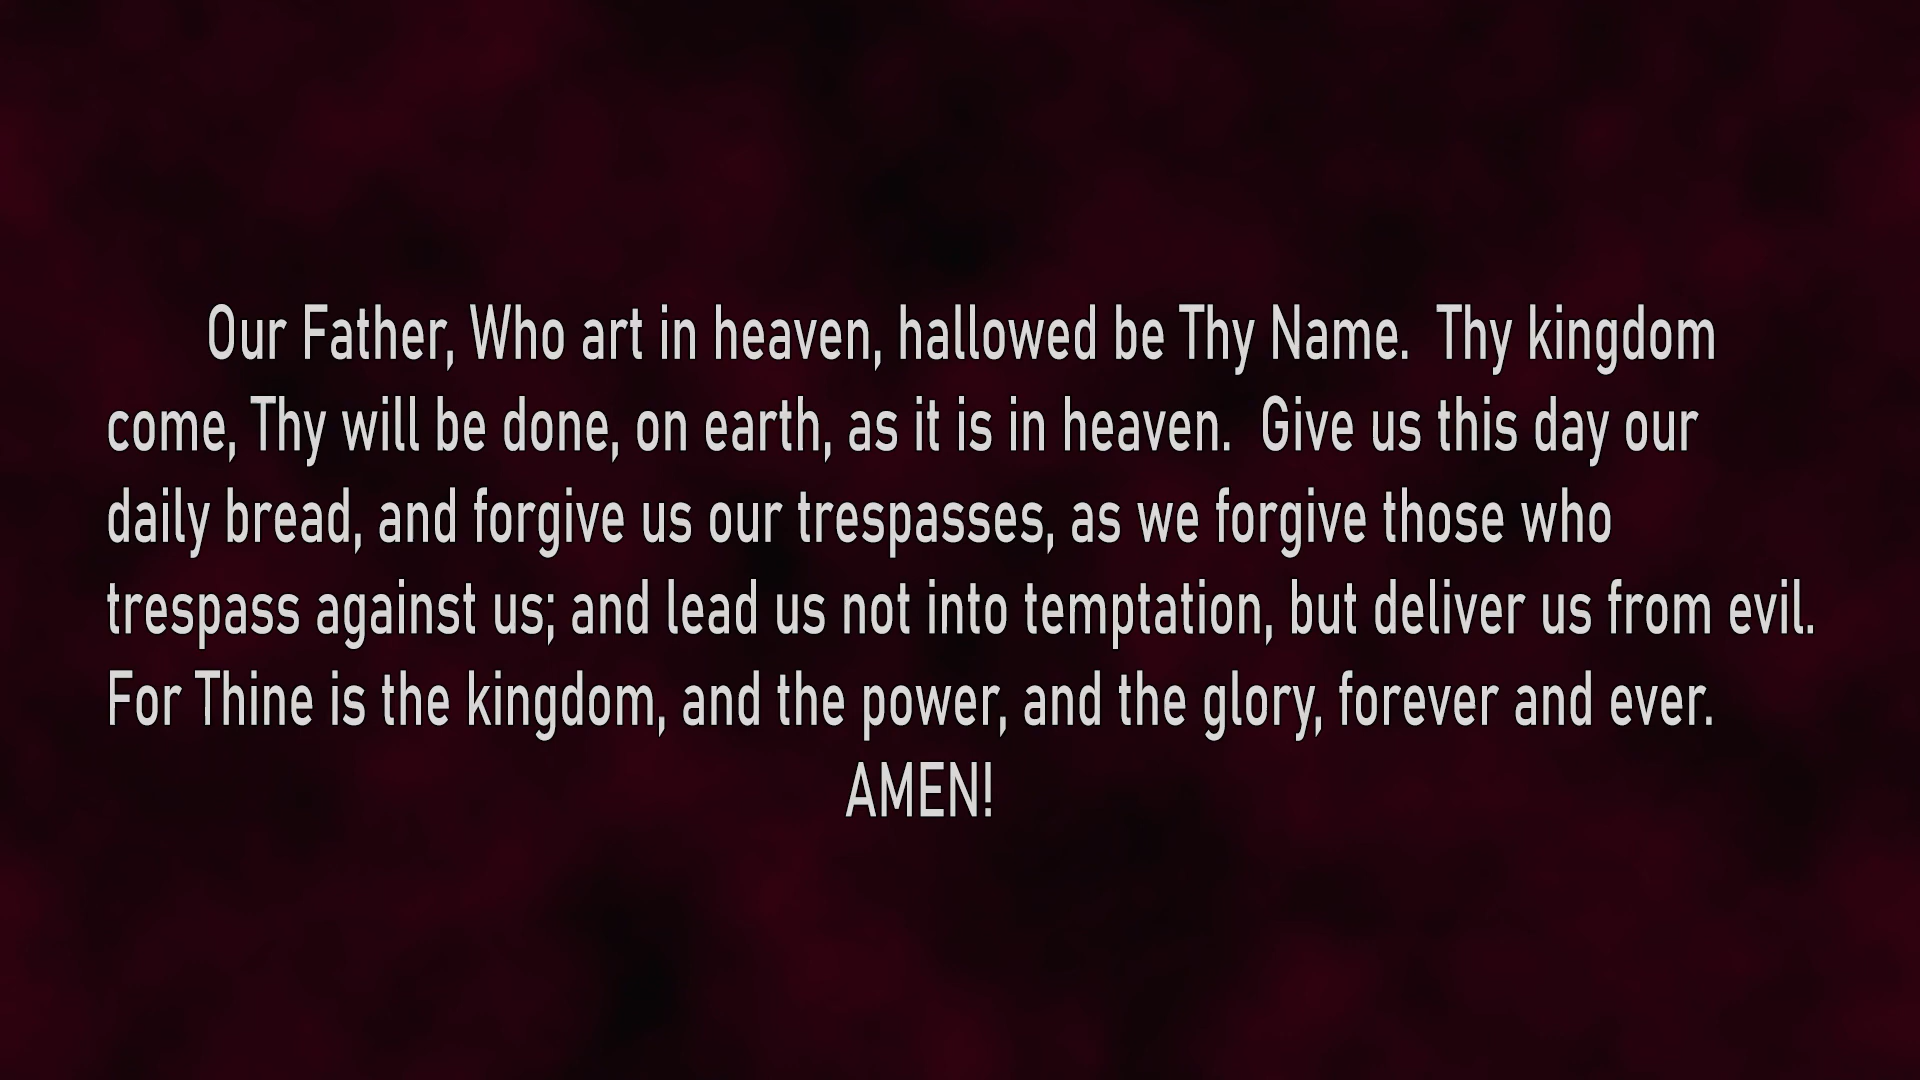 Our Father, Who art in heaven, hallowed be Thy Name. Thy kingdom
come, Thy will be done, on earth, as it is in heaven. Give us this day our
daily bread, and forgive us our trespasses, as we forgive those who
trespass against us; and lead us not into temptation, but deliver us from evil.
For Thine is the kingdom, and the power, and the glory, forever and ever.
AMEN!